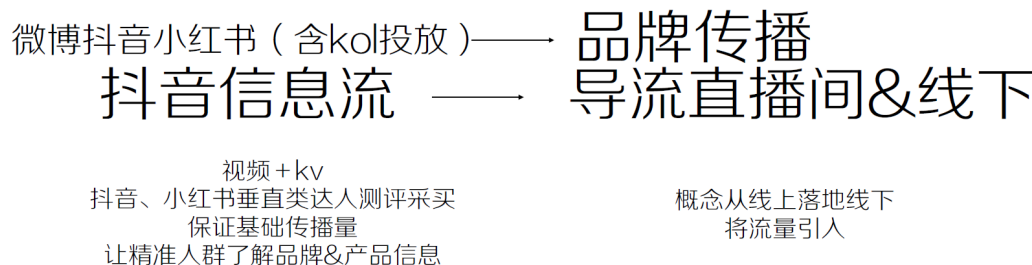 微博抖音小红书（含kol投放）
品牌传播
抖音信息流
导流直播间&线下
视频+kv
抖音、小红书垂直类达人测评采买
保证基础传播量
让精准人群了解品牌&产品信息
概念从线上落地线下
将流量引入